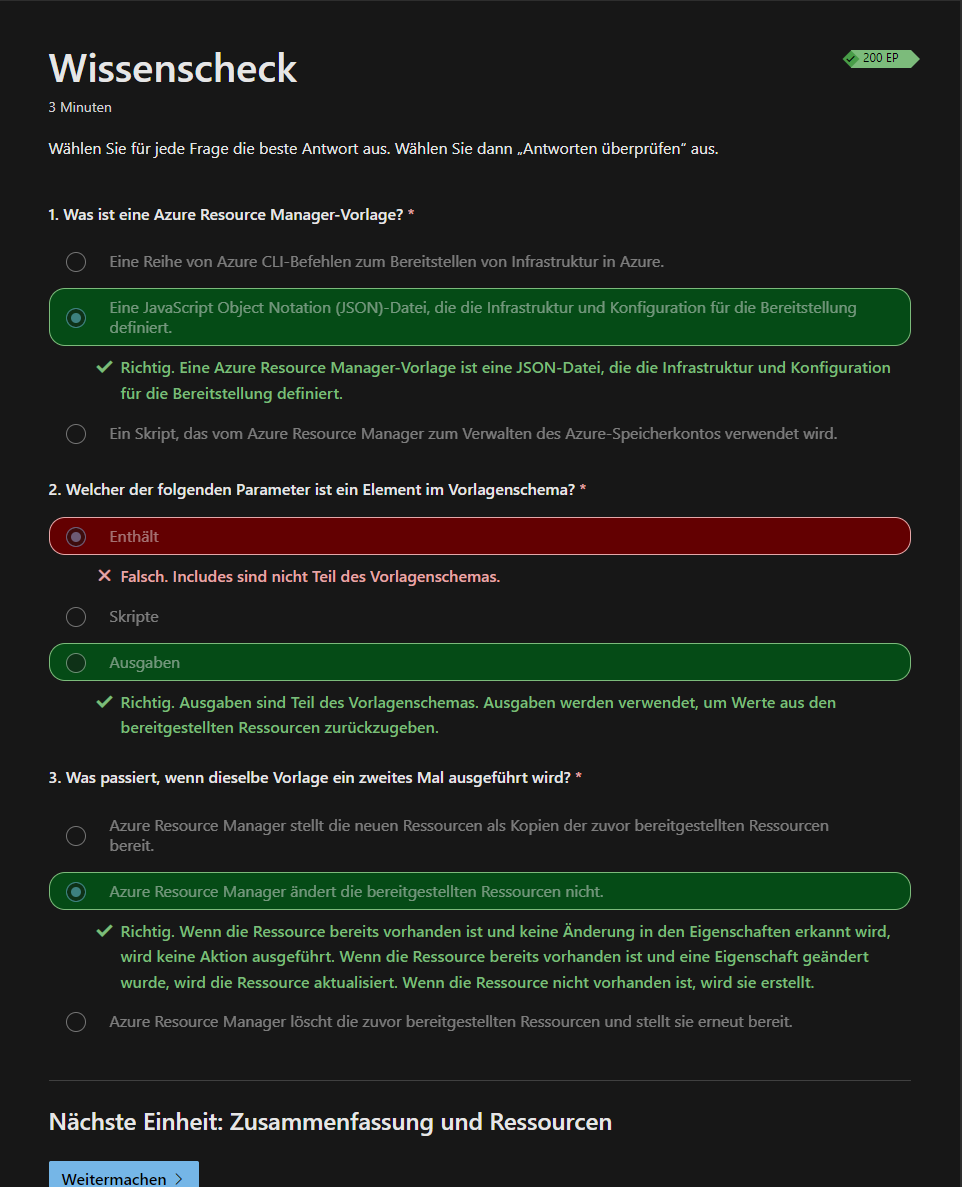 Wissenscheck
200 EP
3 Minuten
Wählen Sie für jede Frage die beste Antwort aus. Wählen Sie dann „Antworten überprüfen“ aus.
1. Was ist eine Azure Resource Manager-Vorlage? *
Eine Reihe von Azure CLI-Befehlen zum Bereitstellen von Infrastruktur in Azure.
Eine JavaScript Object Notation (JSON)-Datei, die die Infrastruktur und Konfiguration für die Bereitstellung
definiert.
Richtig. Eine Azure Resource Manager-Vorlage ist eine JSON-Datei, die die Infrastruktur und Konfiguration
für die Bereitstellung definiert.
Ein Skript, das vom Azure Resource Manager zum Verwalten des Azure-Speicherkontos verwendet wird.
2. Welcher der folgenden Parameter ist ein Element im Vorlagenschema? *
Enthält
Falsch. Includes sind nicht Teil des Vorlagenschemas.
Skripte
Ausgaben
Richtig. Ausgaben sind Teil des Vorlagenschemas. Ausgaben werden verwendet, um Werte aus den
bereitgestellten Ressourcen zurückzugeben.
3. Was passiert, wenn dieselbe Vorlage ein zweites Mal ausgeführt wird? *
Azure Resource Manager stellt die neuen Ressourcen als Kopien der zuvor bereitgestellten Ressourcen
bereit.
Azure Resource Manager ändert die bereitgestellten Ressourcen nicht.
Richtig. Wenn die Ressource bereits vorhanden ist und keine Änderung in den Eigenschaften erkannt wird,
wird keine Aktion ausgeführt. Wenn die Ressource bereits vorhanden ist und eine Eigenschaft geändert
wurde, wird die Ressource aktualisiert. Wenn die Ressource nicht vorhanden ist, wird sie erstellt.
Azure Resource Manager löscht die zuvor bereitgestellten Ressourcen und stellt sie erneut bereit.
Nächste Einheit: Zusammenfassung und Ressourcen
Weitermachen